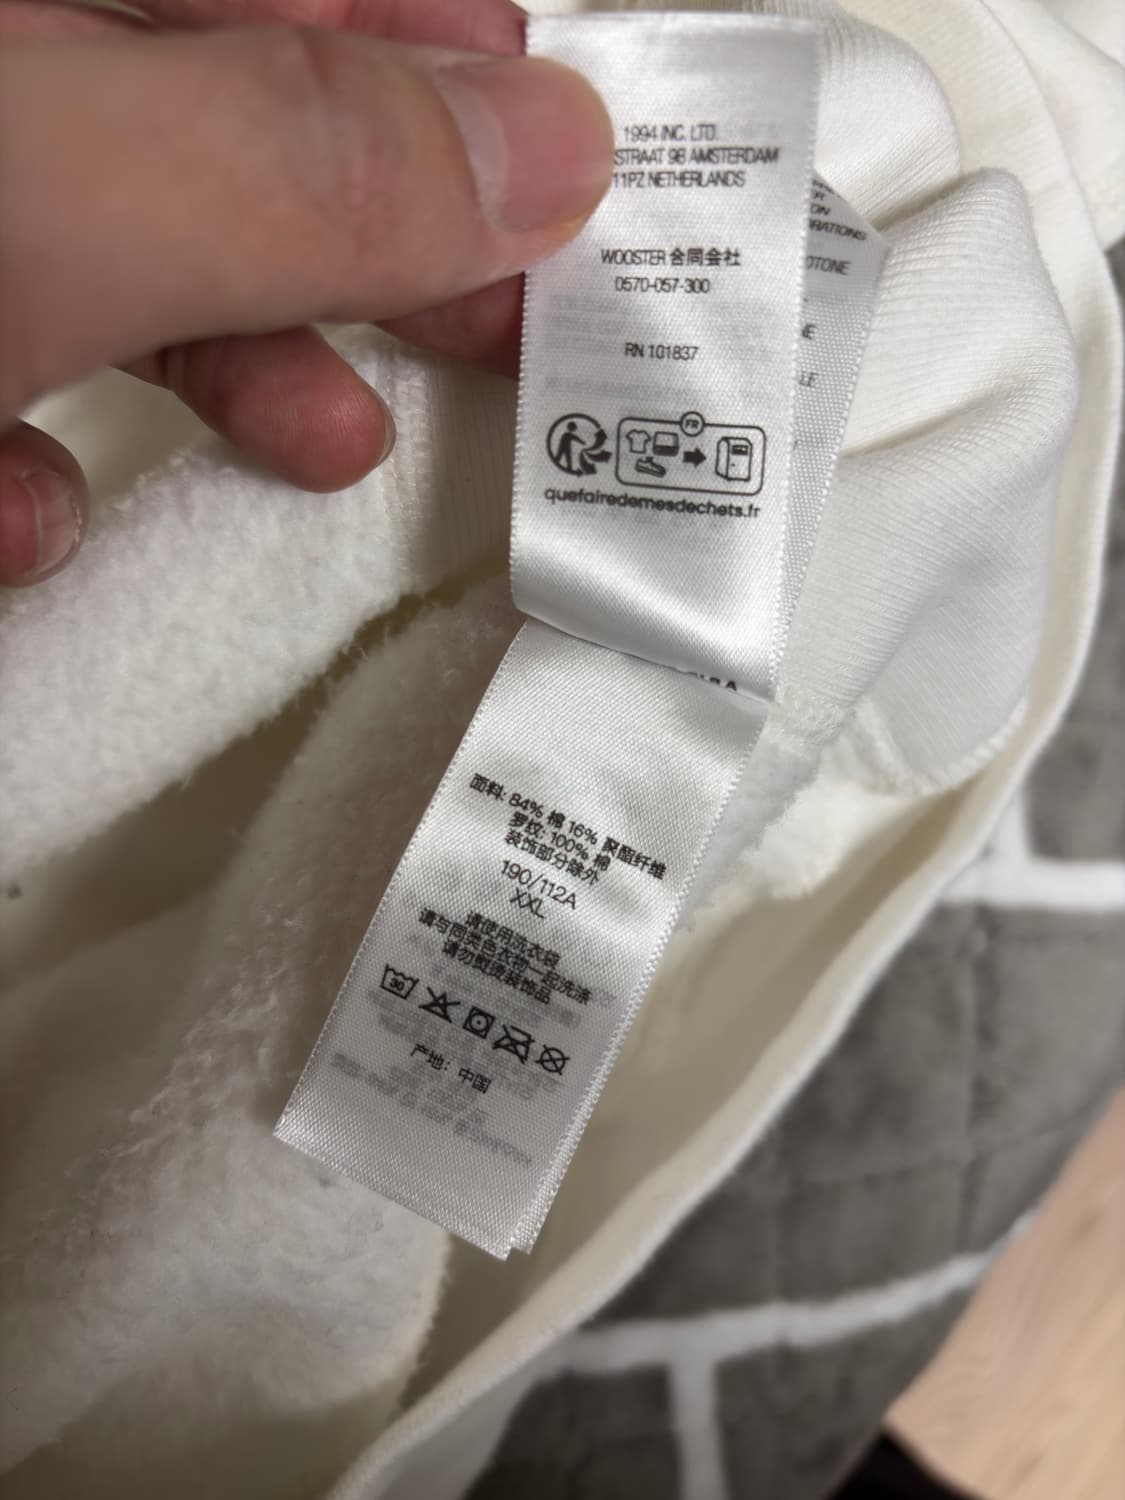 1994 INC. LTD.
STRAAT 98 AMSTERDAM
11PZ NETHERLANDS
WOOSTER 合同会社
0570-057-300
RN 101837
FR
quefairedemesdechets.fr
RATIONS
OTONE
面料: 84% 棉 16% 聚酯纤维
罗纹: 100% 棉
装饰部分除外
190/112A
XXL
请使用洗衣袋
请与同类色衣物一起洗涤
请勿熨烫装饰品
30
产地: 中国